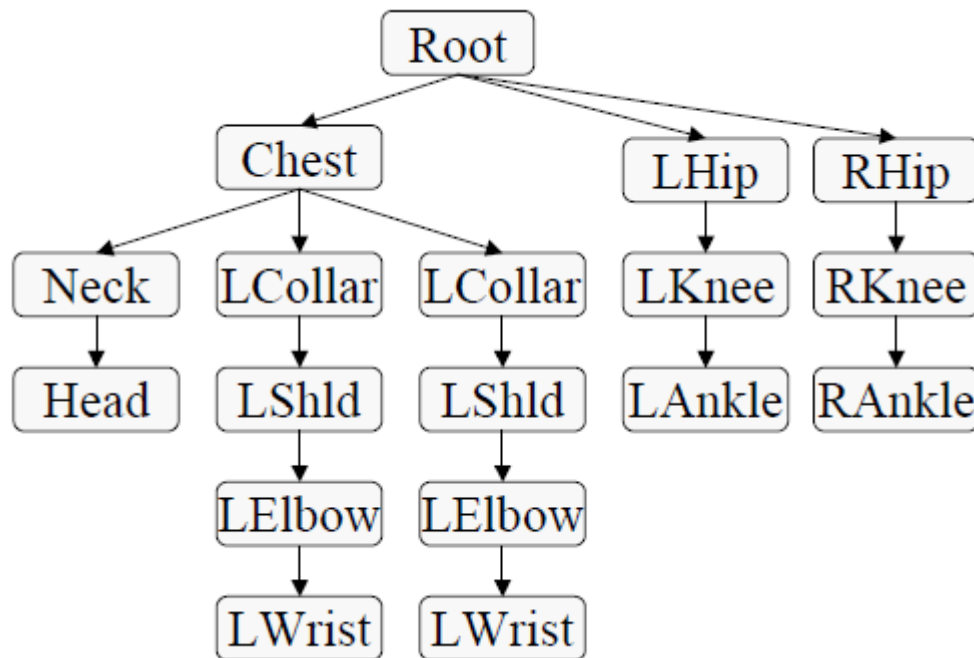 Root
Chest
LHip
RHip
Neck
LCollar
LCollar
LKnee
RKnee
Head
LShld
LShld
LAnkle
RAnkle
LElbow
LElbow
LWrist
LWrist